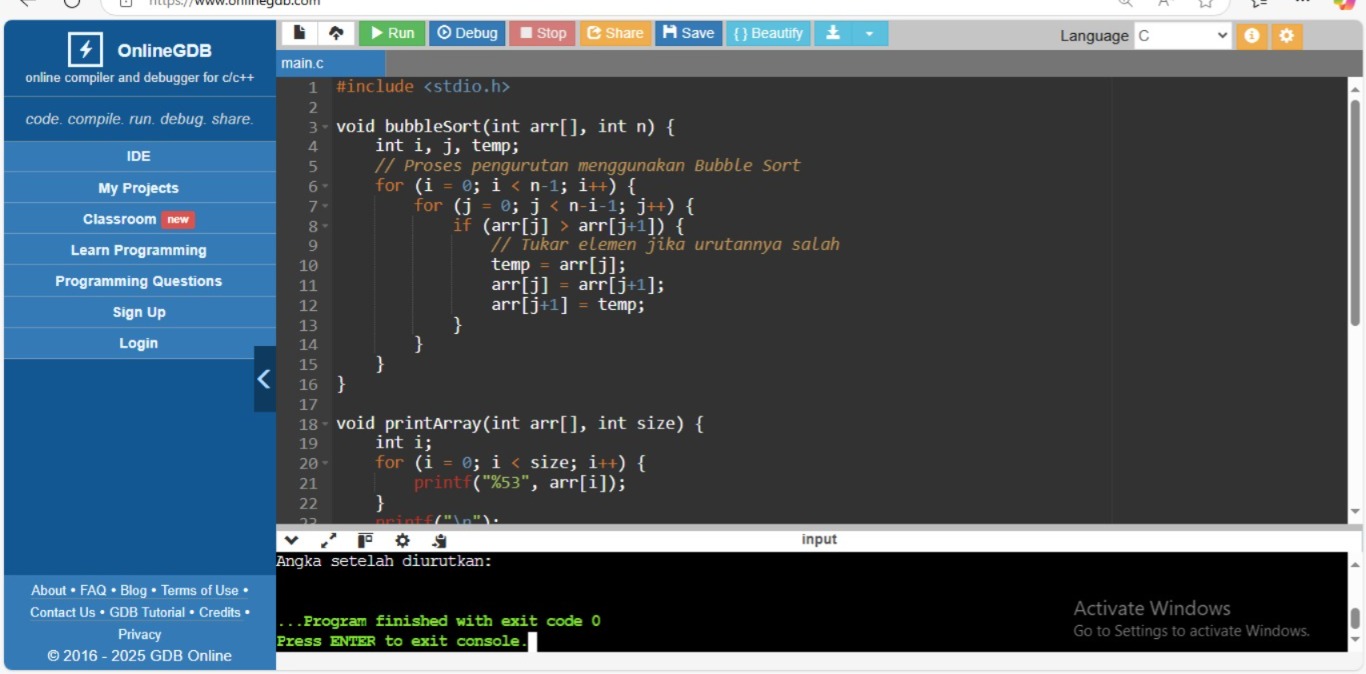 https://www.onlinegdb.com
OnlineGDB
online compiler and debugger for c/c++
code. compile. run. debug. share.
IDE
My Projects
Classroom new
Learn Programming
Programming Questions
Sign Up
Login
About • FAQ • Blog • Terms of Use •
Contact Us • GDB Tutorial • Credits •
Privacy
© 2016 - 2025 GDB Online
Run Debug Stop Share Save { } Beautify
Language C
main.c
1 #include <stdio.h>
2
3 void bubbleSort(int arr[], int n) {
4     int i, j, temp;
5     // Proses pengurutan menggunakan Bubble Sort
6     for (i = 0; i < n-1; i++) {
7         for (j = 0; j < n-i-1; j++) {
8             if (arr[j] > arr[j+1]) {
9                 // Tukar elemen jika urutannya salah
10                 temp = arr[j];
11                 arr[j] = arr[j+1];
12                 arr[j+1] = temp;
13             }
14         }
15     }
16 }
17
18 void printArray(int arr[], int size) {
19     int i;
20     for (i = 0; i < size; i++) {
21         printf("%53", arr[i]);
22     }
23     printf("\n");
input
Angka setelah diurutkan:
...Program finished with exit code 0
Press ENTER to exit console.
Activate Windows
Go to Settings to activate Windows.